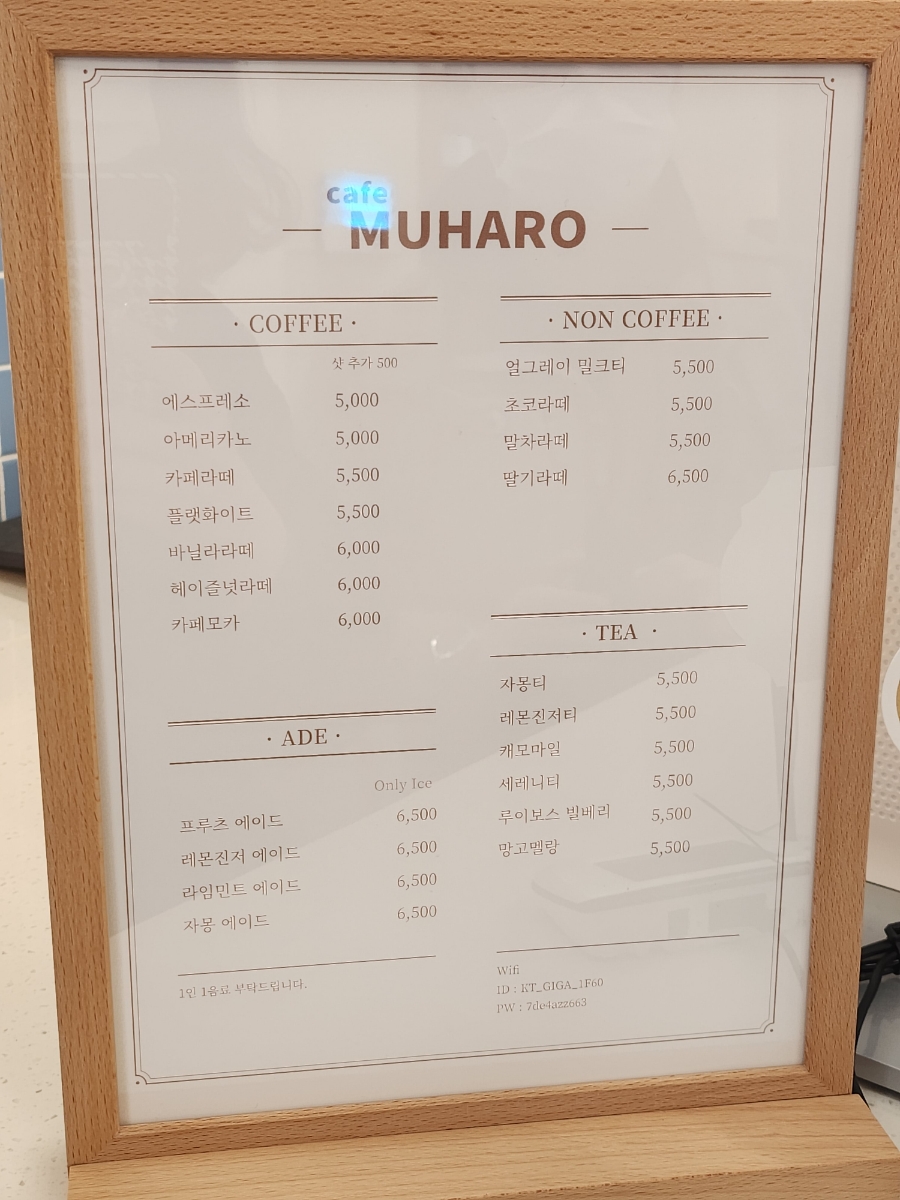 cafe
MUHARO
· COFFEE ·
샷 추가 500
에스프레소 5,000
아메리카노 5,000
카페라떼 5,500
플랫화이트 5,500
바닐라라떼 6,000
헤이즐넛라떼 6,000
카페모카 6,000
· ADE ·
Only Ice
프루츠 에이드 6,500
레몬진저 에이드 6,500
라임민트 에이드 6,500
자몽 에이드 6,500
1인 1음료 부탁드립니다.
· NON COFFEE ·
얼그레이 밀크티 5,500
초코라떼 5,500
말차라떼 5,500
딸기라떼 6,500
· TEA ·
자몽티 5,500
레몬진저티 5,500
캐모마일 5,500
세레니티 5,500
루이보스 빌베리 5,500
망고멜랑 5,500
Wifi
ID : KT_GIGA_1F60
PW : 7de4azz663